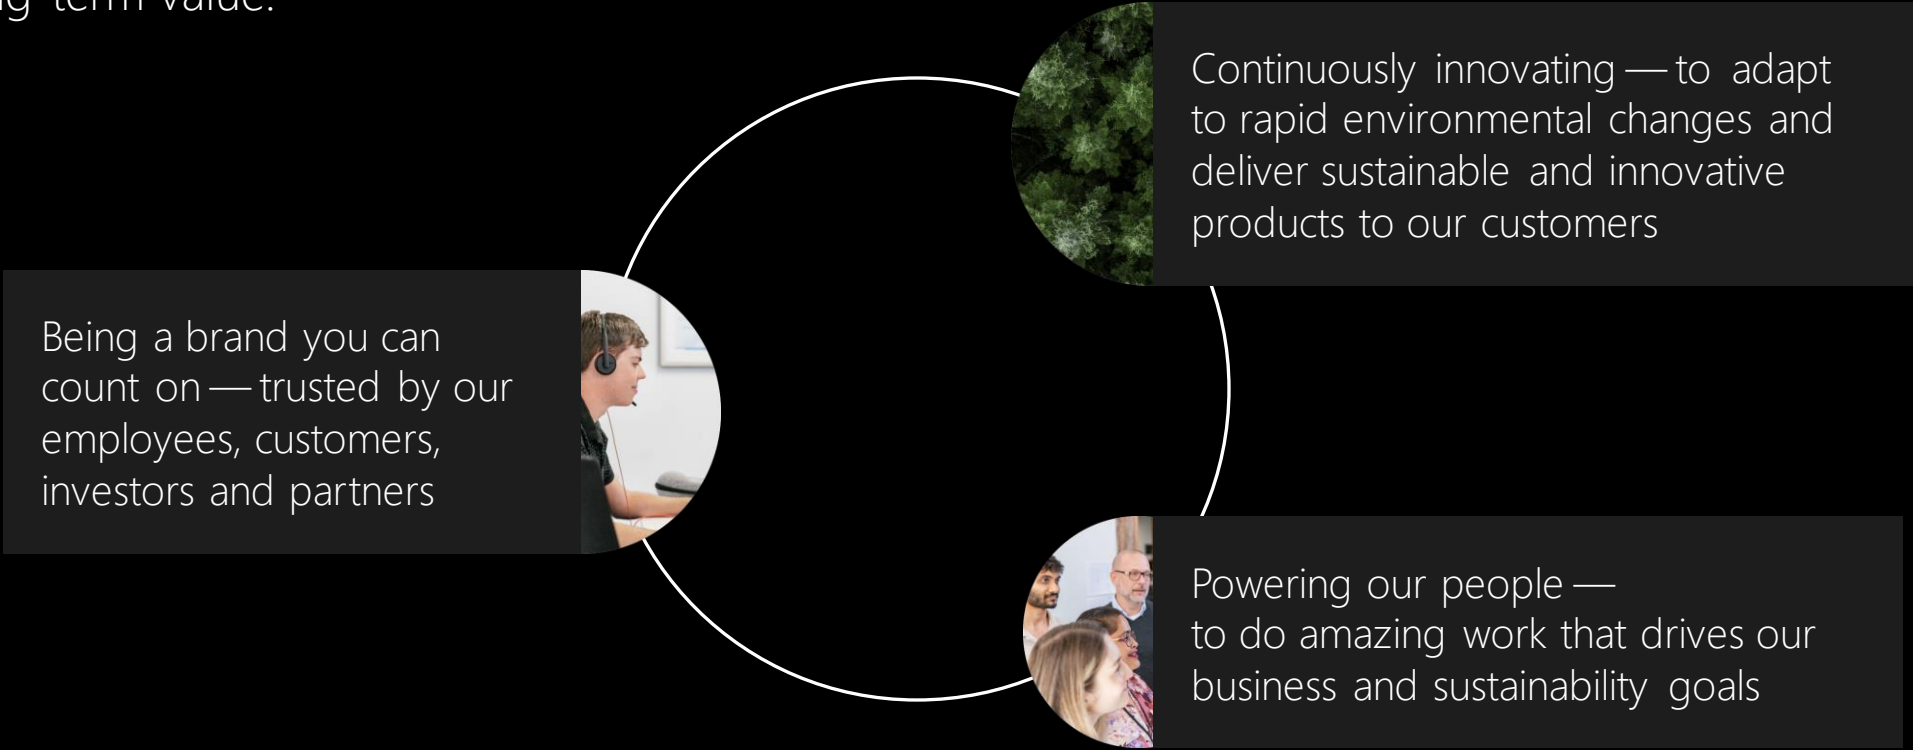 term value.
Continuously innovating — to adapt
to rapid environmental changes and
deliver sustainable and innovative
products to our customers
Being a brand you can
count on — trusted by our
employees, customers,
investors and partners
Powering our people —
to do amazing work that drives our
business and sustainability goals